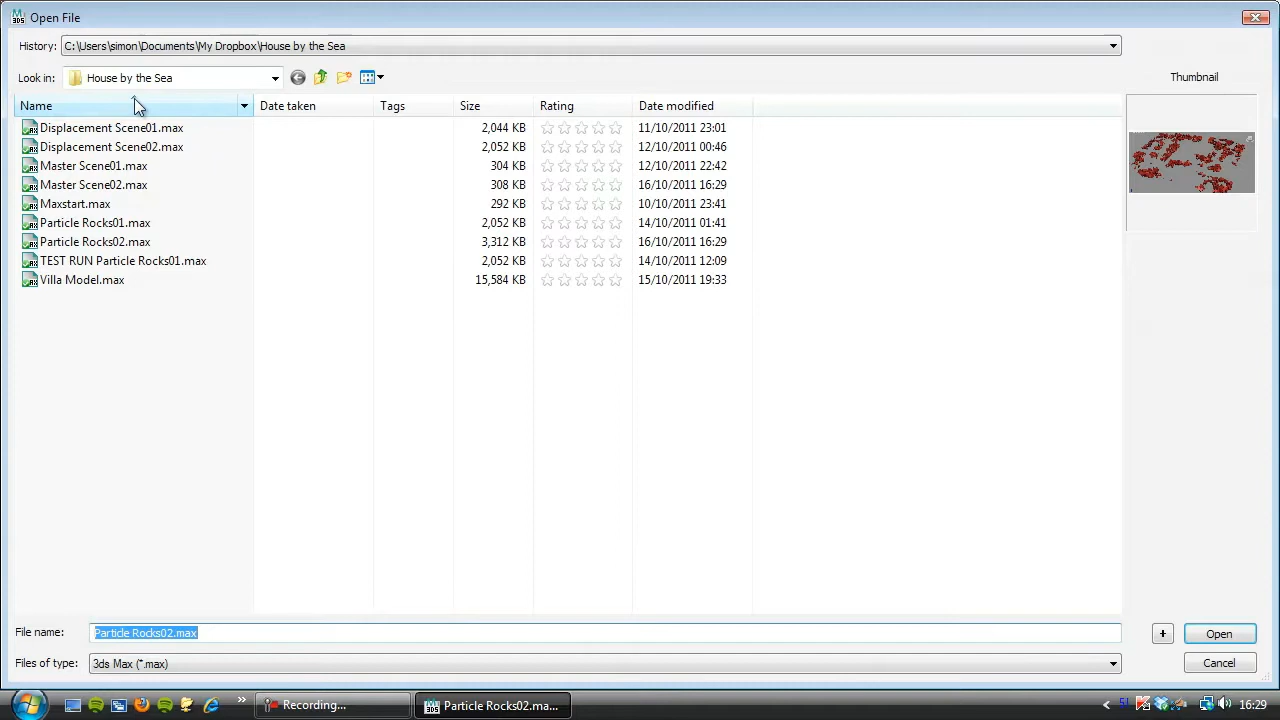 Open File
History: C:\Users\simon\Documents\My Dropbox\House by the Sea
Look in: House by the Sea
Thumbnail
Name Date taken Tags Size Rating Date modified
Displacement Scene01.max 2,044 KB 11/10/2011 23:01
Displacement Scene02.max 2,052 KB 12/10/2011 00:46
Master Scene01.max 304 KB 12/10/2011 22:42
Master Scene02.max 308 KB 16/10/2011 16:29
Maxstart.max 292 KB 10/10/2011 23:41
Particle Rocks01.max 2,052 KB 14/10/2011 01:41
Particle Rocks02.max 3,312 KB 16/10/2011 16:29
TEST RUN Particle Rocks01.max 2,052 KB 14/10/2011 12:09
Villa Model.max 15,584 KB 15/10/2011 19:33
File name: Particle Rocks02.max + Open
Files of type: 3ds Max (*.max) Cancel
Recording... Particle Rocks02.ma... 16:29